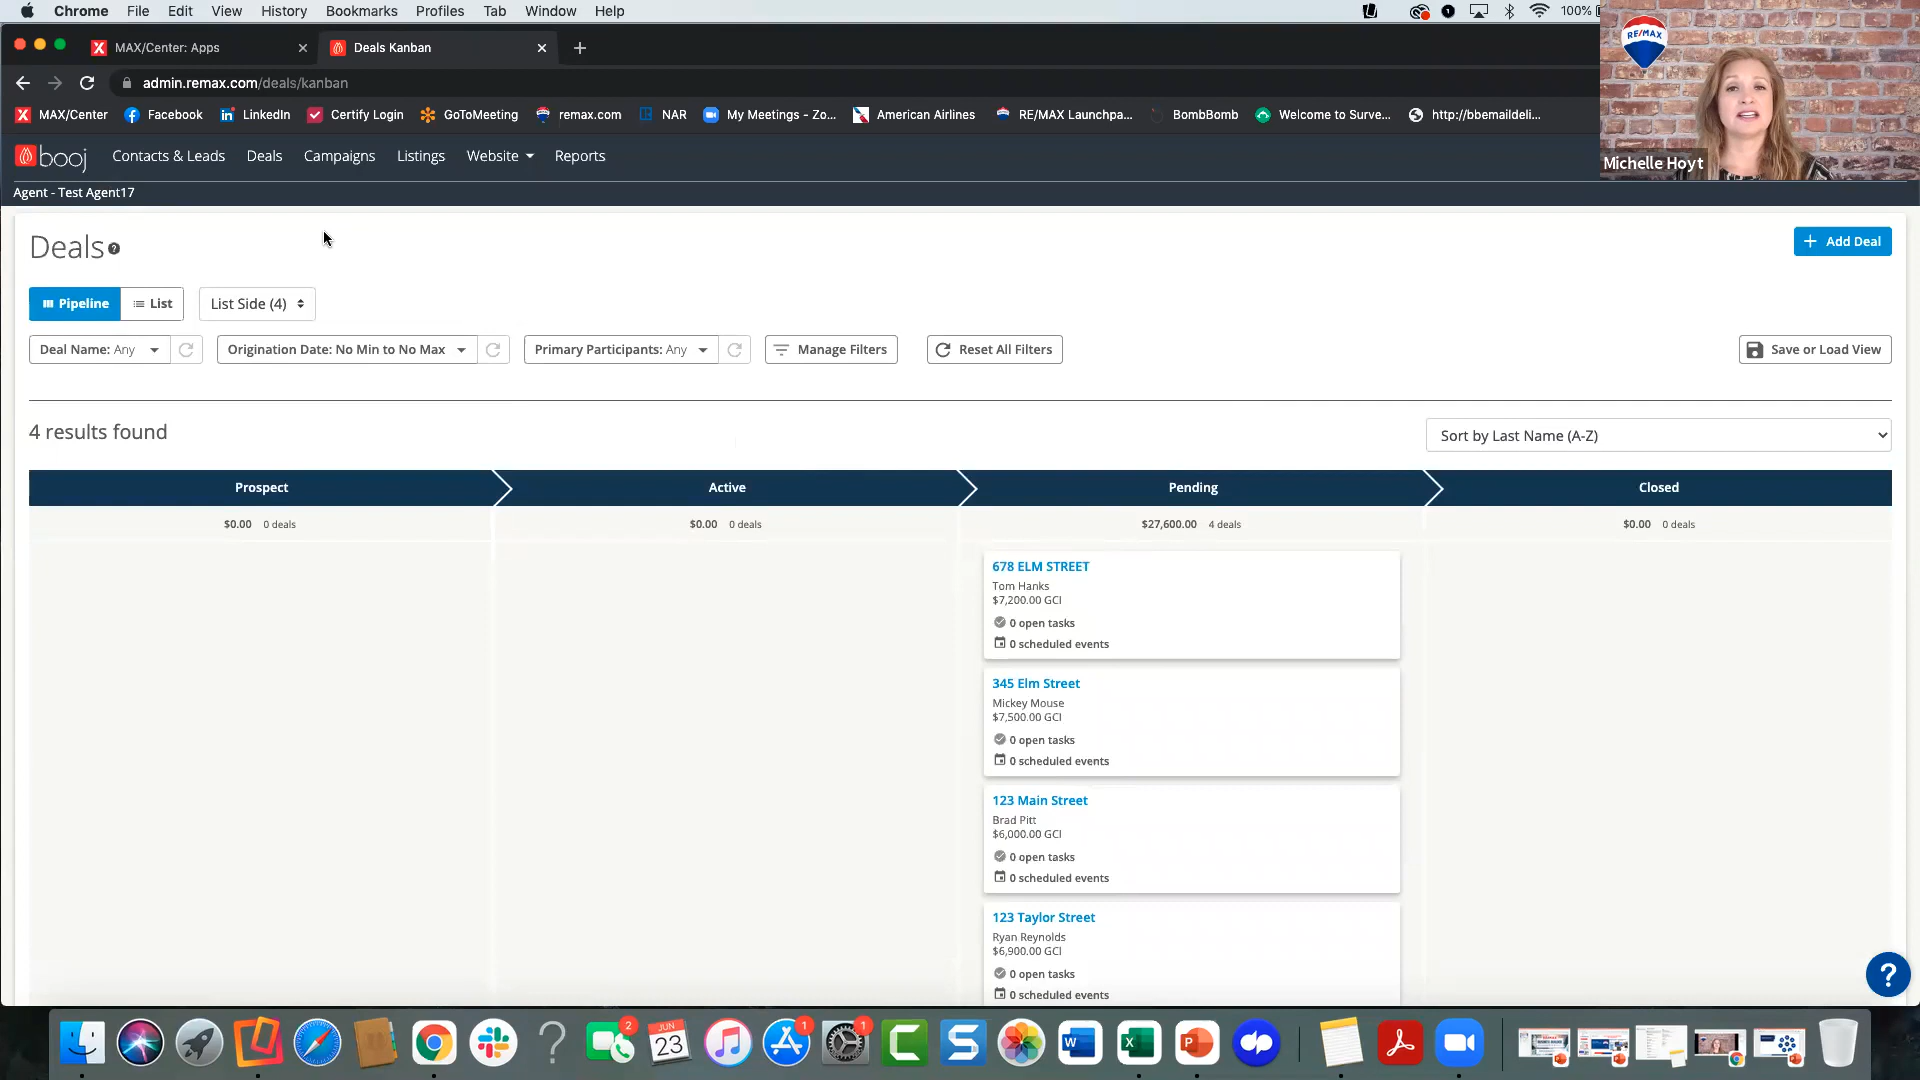 Chrome File Edit View History Bookmarks Profiles Tab Window Help
100%
MAX/Center: Apps
Deals Kanban
admin.remax.com/deals/kanban
MAX/Center Facebook LinkedIn Certify Login GoToMeeting remax.com NAR My Meetings - Zo... American Airlines RE/MAX Launchpa... BombBomb Welcome to Surve... http://bbemaildeli...
RE/MAX
Michelle Hoyt
booj Contacts & Leads Deals Campaigns Listings Website Reports
Agent - Test Agent17
Deals
+ Add Deal
Pipeline List List Side (4)
Deal Name: Any Origination Date: No Min to No Max Primary Participants: Any Manage Filters Reset All Filters Save or Load View
4 results found
Sort by Last Name (A-Z)
Prospect Active Pending Closed
$0.00 0 deals $0.00 0 deals $27,600.00 4 deals $0.00 0 deals
678 ELM STREET
Tom Hanks
$7,200.00 GCI
0 open tasks
0 scheduled events
345 Elm Street
Mickey Mouse
$7,500.00 GCI
0 open tasks
0 scheduled events
123 Main Street
Brad Pitt
$6,000.00 GCI
0 open tasks
0 scheduled events
123 Taylor Street
Ryan Reynolds
$6,900.00 GCI
0 open tasks
0 scheduled events
?
2
JUN
23
1
1